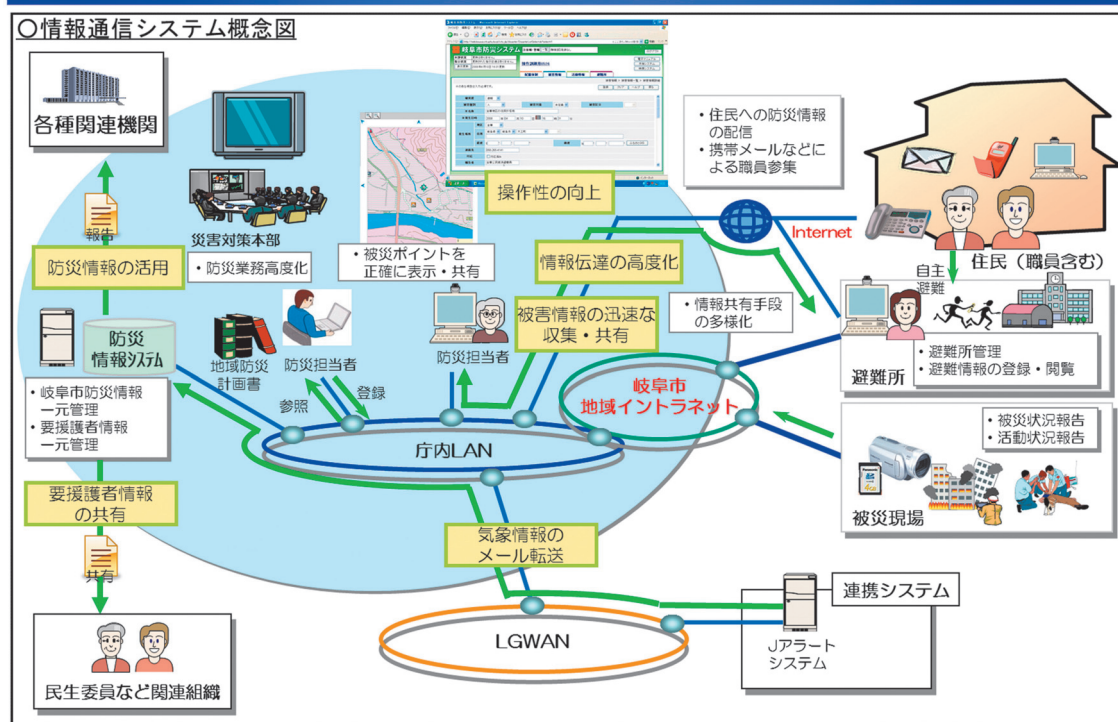 〇情報通信システム概念図
各種関連機関
報告
防災情報の活用
災害対策本部
・防災業務高度化
岐阜市防災システム
操作性の向上
・被災ポイントを
正確に表示・共有
情報伝達の高度化
被害情報の迅速な
収集・共有
・住民への防災情報
の配信
・携帯メールなどに
よる職員参集
Internet
住民（職員含む）
自主
避難
・情報共有手段
の多様化
避難所
・避難所管理
・避難情報の登録・閲覧
防災
情報システム
地域防災
計画書
防災担当者
防災担当者
参照
登録
・岐阜市防災情報
一元管理
・要援護者情報
一元管理
庁内LAN
岐阜市
地域イントラネット
・被災状況報告
・活動状況報告
Panasonic
被災現場
要援護者情報
の共有
共有
気象情報の
メール転送
民生委員など関連組織
LGWAN
連携システム
Jアラート
システム